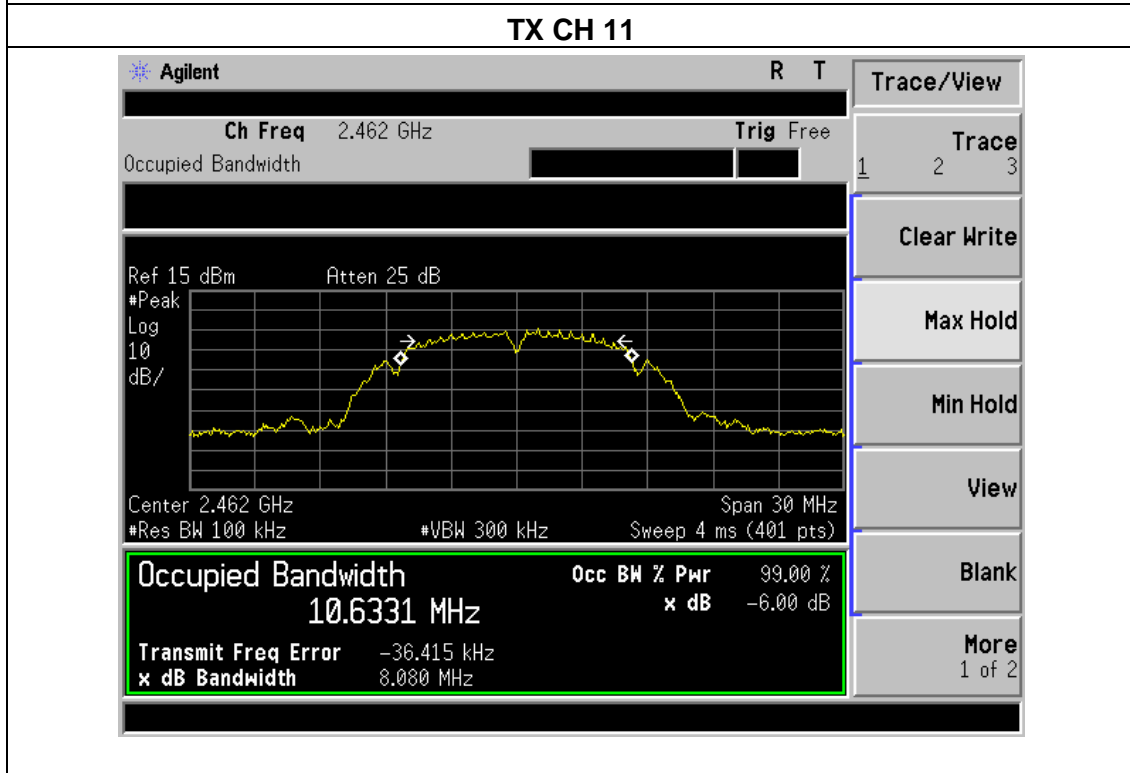 TX CH 11
Agilent R T
Ch Freq 2.462 GHz Trig Free
Occupied Bandwidth
Ref 15 dBm Atten 25 dB
#Peak
Log
10
dB/
Center 2.462 GHz Span 30 MHz
#Res BW 100 kHz #VBW 300 kHz Sweep 4 ms (401 pts)
Occupied Bandwidth Occ BW % Pwr 99.00 %
10.6331 MHz x dB -6.00 dB
Transmit Freq Error -36.415 kHz
x dB Bandwidth 8.080 MHz
Trace/View
Trace
1 2 3
Clear Write
Max Hold
Min Hold
View
Blank
More
1 of 2